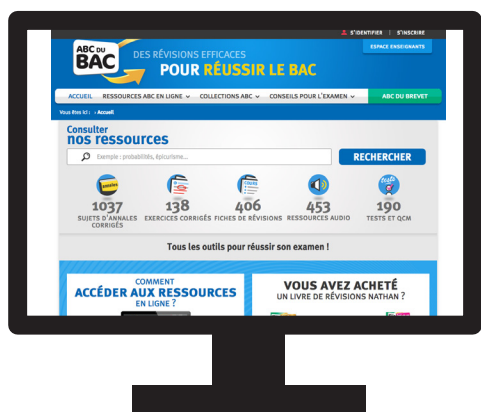 S'IDENTIFIER | S'INSCRIRE
ESPACE ENSEIGNANTS
ABC DU
BAC
DES RÉVISIONS EFFICACES
POUR RÉUSSIR LE BAC
ACCUEIL RESSOURCES ABC EN LIGNE COLLECTIONS ABC CONSEILS POUR L'EXAMEN ABC DU BREVET
Vous êtes ici : › Accueil
Consulter
nos ressources
Exemple : probabilités, épicurisme...
RECHERCHER
1037 138 406 453 190
SUJETS D'ANNALES EXERCICES CORRIGÉS FICHES DE RÉVISIONS RESSOURCES AUDIO TESTS ET QCM
CORRIGÉS
Tous les outils pour réussir son examen !
COMMENT
ACCÉDER AUX RESSOURCES
EN LIGNE ?
VOUS AVEZ ACHETÉ
UN LIVRE DE RÉVISIONS NATHAN ?